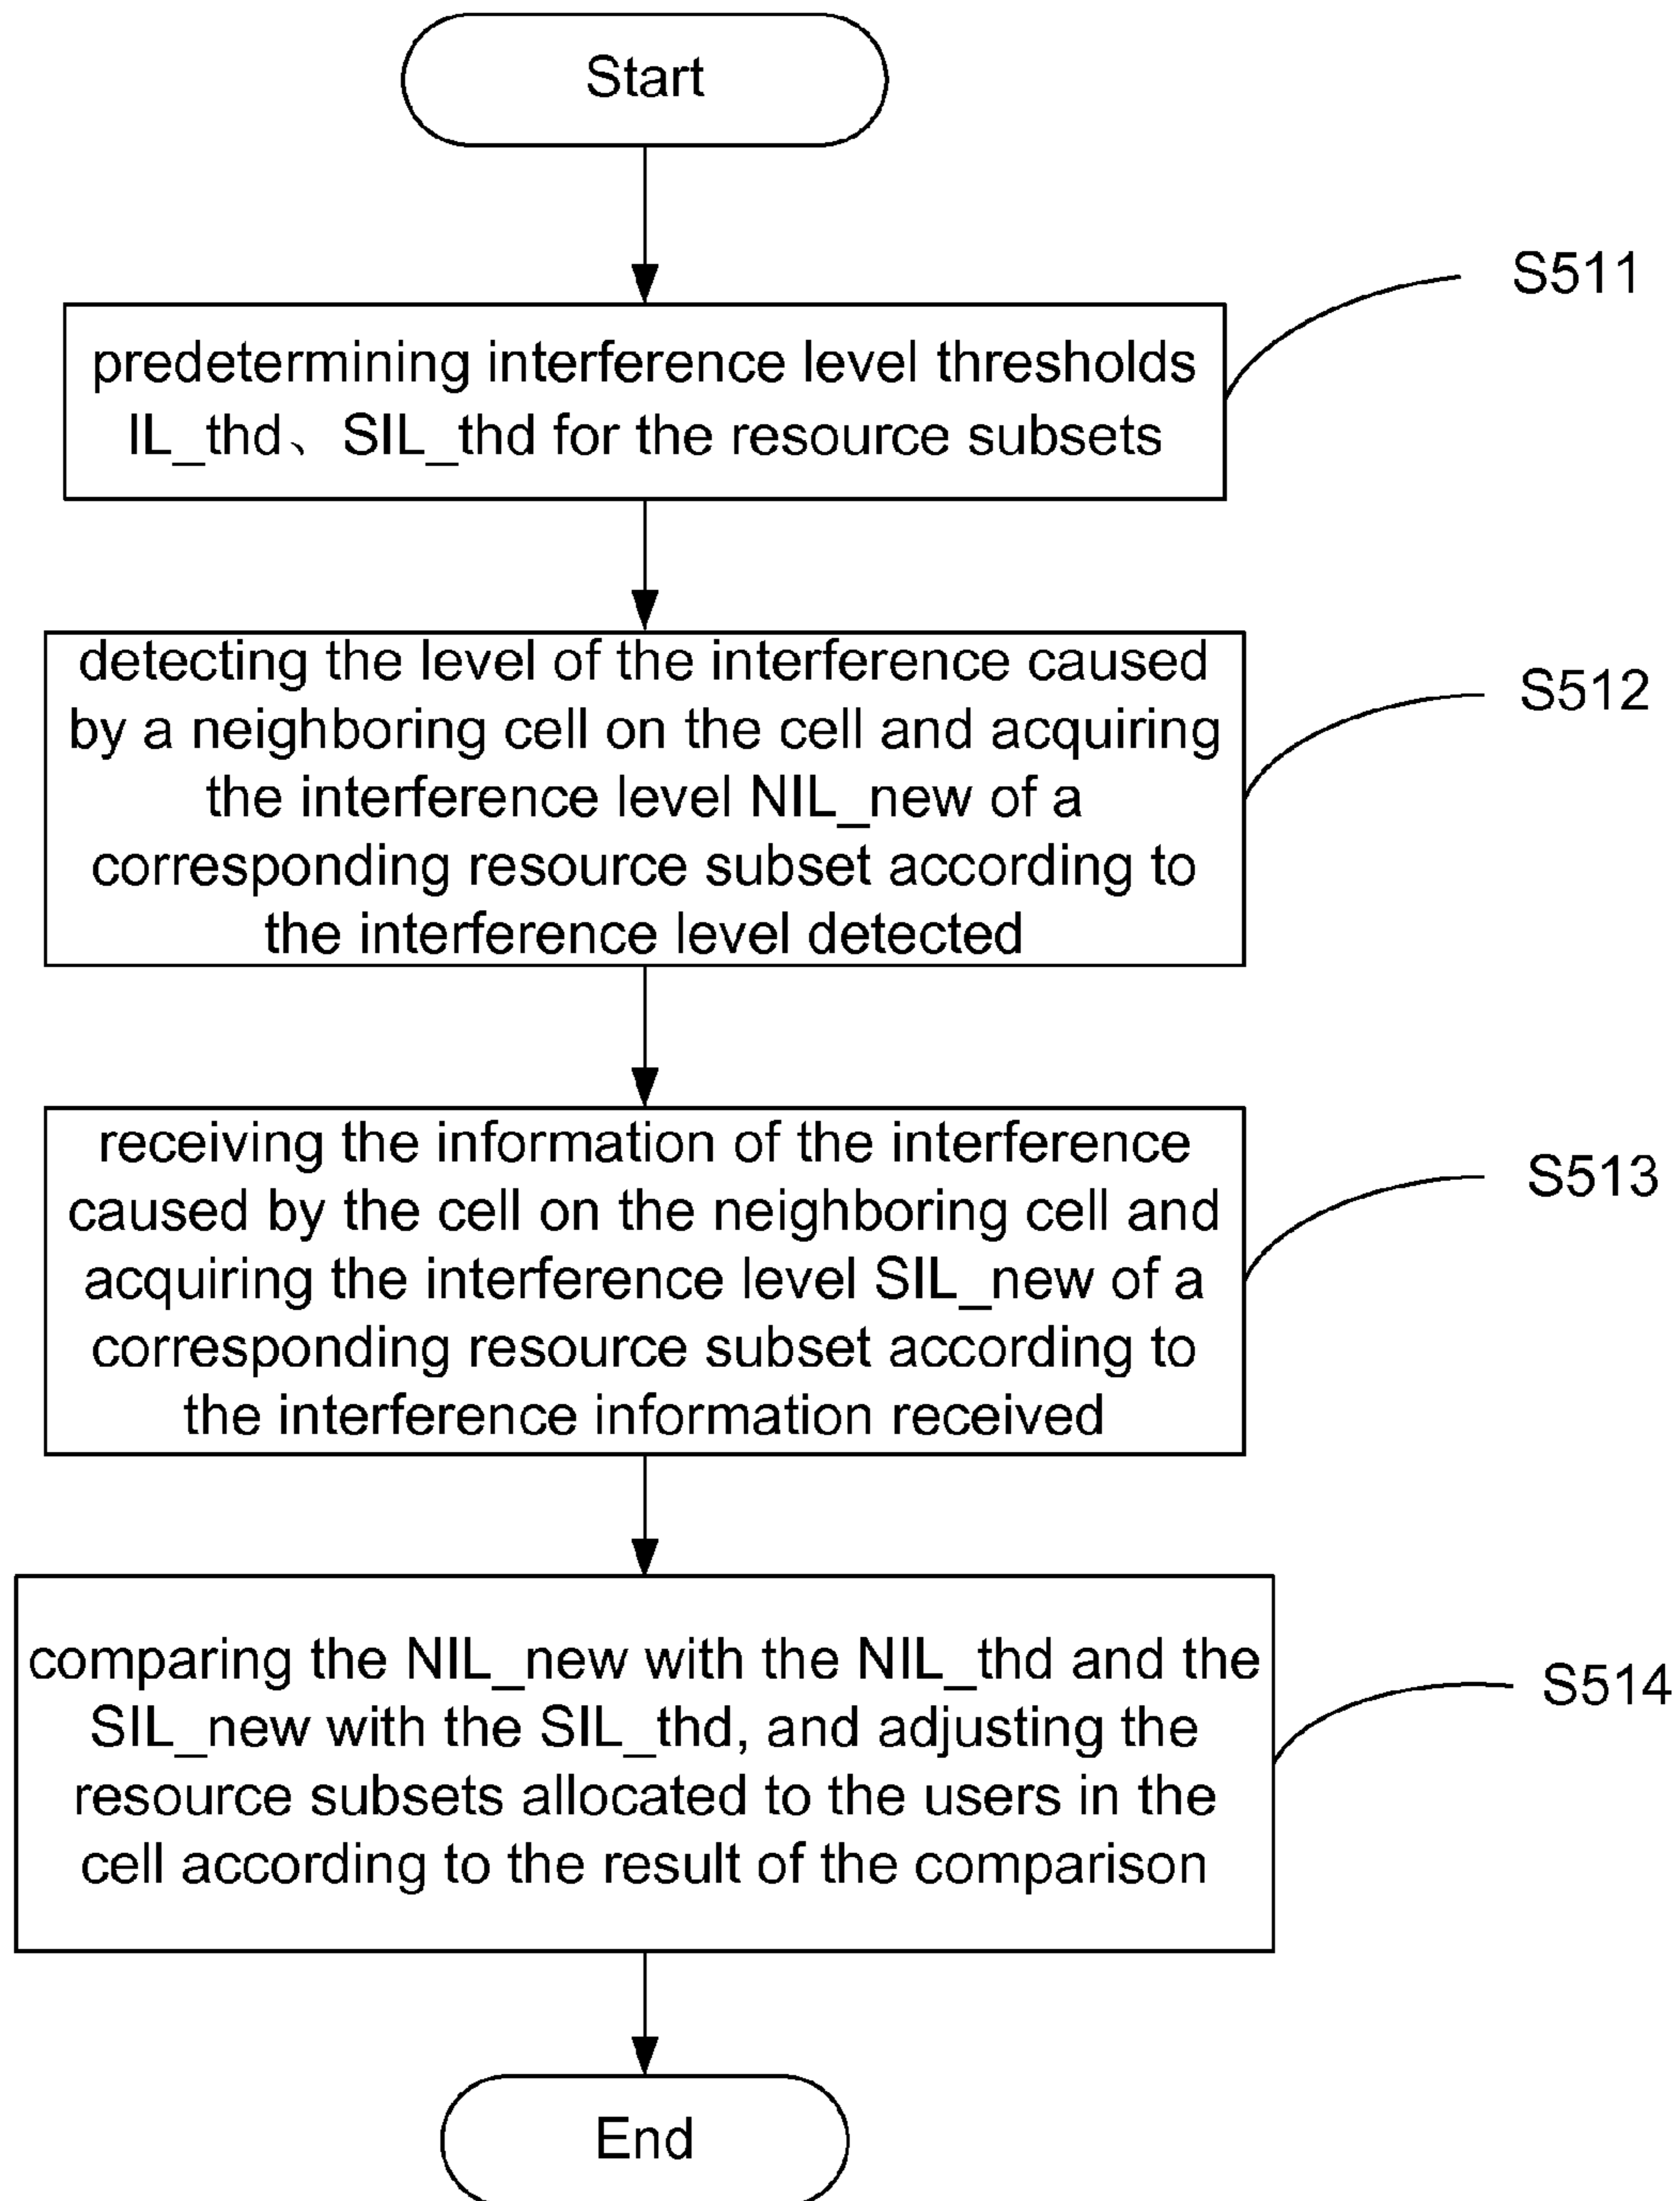 Start
S511
predetermining interference level thresholds
IL_thd、SIL_thd for the resource subsets
S512
detecting the level of the interference caused
by a neighboring cell on the cell and acquiring
the interference level NIL_new of a
corresponding resource subset according to
the interference level detected
S513
receiving the information of the interference
caused by the cell on the neighboring cell and
acquiring the interference level SIL_new of a
corresponding resource subset according to
the interference information received
S514
comparing the NIL_new with the NIL_thd and the
SIL_new with the SIL_thd, and adjusting the
resource subsets allocated to the users in the
cell according to the result of the comparison
End